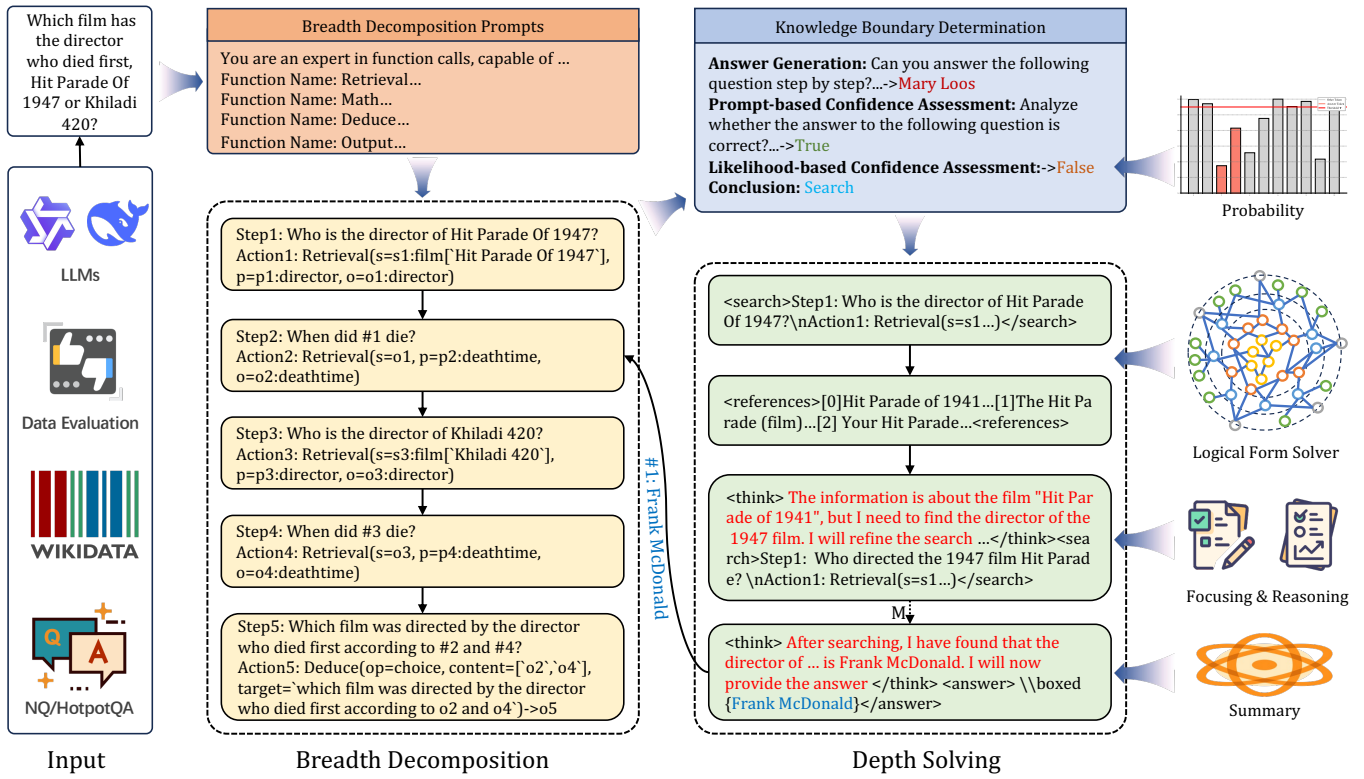 Which film has
the director
who died first,
Hit Parade Of
1947 or Khiladi
420?
LLMs
Data Evaluation
WIKIDATA
Q
A
NQ/HotpotQA
Input
Breadth Decomposition Prompts
You are an expert in function calls, capable of …
Function Name: Retrieval…
Function Name: Math…
Function Name: Deduce…
Function Name: Output…
Step1: Who is the director of Hit Parade Of 1947?
Action1: Retrieval(s=s1:film[`Hit Parade Of 1947`],
p=p1:director, o=o1:director)
Step2: When did #1 die?
Action2: Retrieval(s=o1, p=p2:deathtime,
o=o2:deathtime)
Step3: Who is the director of Khiladi 420?
Action3: Retrieval(s=s3:film[`Khiladi 420`],
p=p3:director, o=o3:director)
Step4: When did #3 die?
Action4: Retrieval(s=o3, p=p4:deathtime,
o=o4:deathtime)
Step5: Which film was directed by the director
who died first according to #2 and #4?
Action5: Deduce(op=choice, content=[`o2`,`o4`],
target=`which film was directed by the director
who died first according to o2 and o4`)->o5
Breadth Decomposition
#1: Frank McDonald
Knowledge Boundary Determination
Answer Generation: Can you answer the following
question step by step?...->Mary Loos
Prompt-based Confidence Assessment: Analyze
whether the answer to the following question is
correct?...->True
Likelihood-based Confidence Assessment:->False
Conclusion: Search
<search>Step1: Who is the director of Hit Parade
Of 1947?\nAction1: Retrieval(s=s1…)</search>
<references>[0]Hit Parade of 1941…[1]The Hit Pa
rade (film)…[2] Your Hit Parade…<references>
<think> The information is about the film "Hit Par
ade of 1941", but I need to find the director of the
1947 film. I will refine the search …</think><sea
rch>Step1: Who directed the 1947 film Hit Parad
e? \nAction1: Retrieval(s=s1…)</search>
M
<think> After searching, I have found that the
director of … is Frank McDonald. I will now
provide the answer </think> <answer> \\boxed
{Frank McDonald}</answer>
Depth Solving
Probability
Logical Form Solver
Focusing & Reasoning
Summary